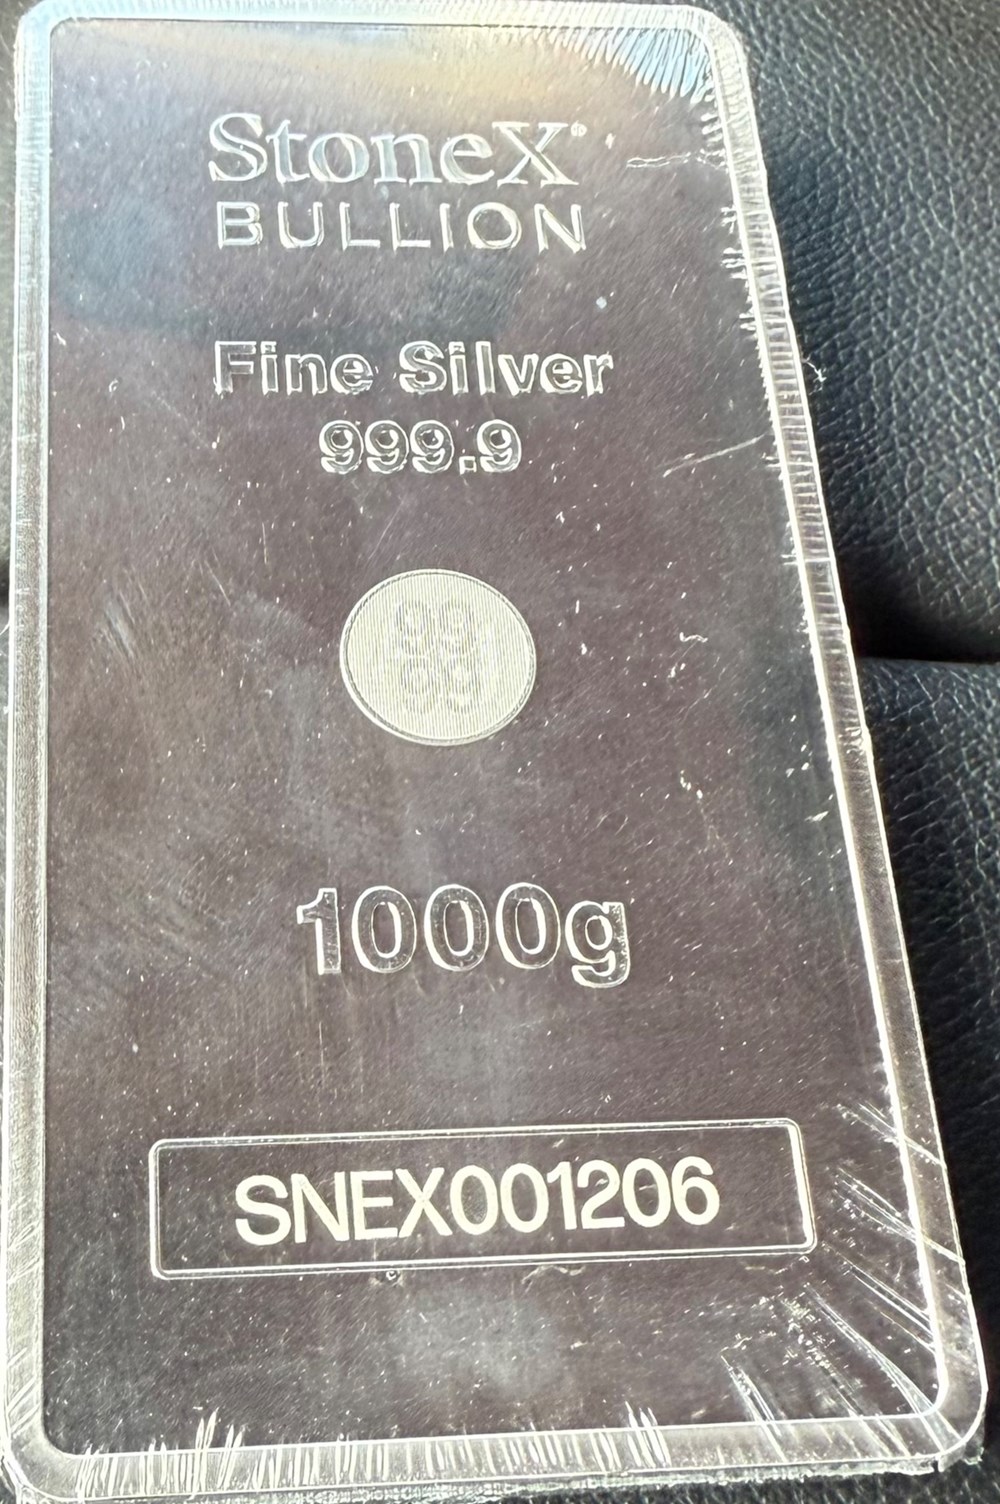 StoneX®
BULLION
Fine Silver
999.9
1000g
SNEX001206